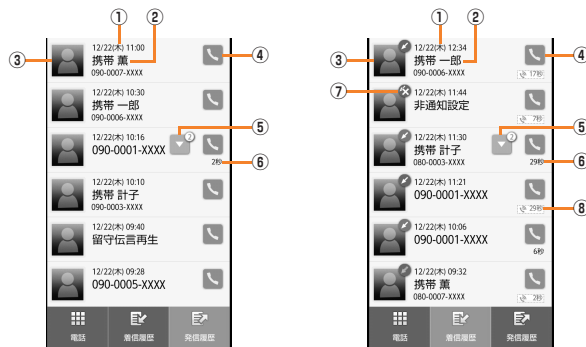 ① ②
12/22(木) 11:00
③ 携帯 薫 ④
090-0007-XXXX
12/22(木) 10:30
携帯 一郎
090-0006-XXXX
12/22(木) 10:16 ⑤
090-0001-XXXX 2
2秒 ⑥
12/22(木) 10:10
携帯 計子
090-0003-XXXX
12/22(木) 09:40
留守伝言再生
12/22(木) 09:28
090-0005-XXXX
電話 着信履歴 発信履歴
① ②
12/22(木) 12:34
③ 携帯 一郎 ④
090-0006-XXXX
17秒
⑦ 12/22(木) 11:44
非通知設定
7秒
12/22(木) 11:30 2 ⑤
携帯 計子
080-0003-XXXX 29秒 ⑥
12/22(木) 11:21
090-0001-XXXX
29秒 ⑧
12/22(木) 10:06
090-0001-XXXX
6秒
12/22(木) 09:32
携帯 薫
080-0007-XXXX
2秒
電話 着信履歴 発信履歴